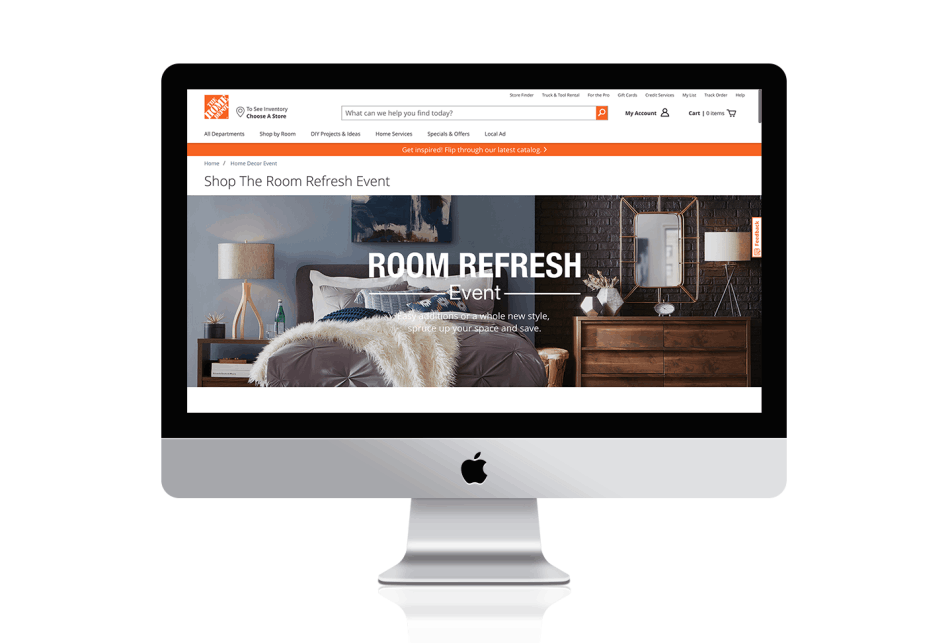 Store Finder Truck & Tool Rental For the Pro Gift Cards Credit Services My List Track Order Help
THE HOME DEPOT
To See Inventory
Choose A Store
What can we help you find today?
My Account
Cart | 0 items
All Departments Shop by Room DIY Projects & Ideas Home Services Specials & Offers Local Ad
Get inspired! Flip through our latest catalog. >
Home / Home Decor Event
Shop The Room Refresh Event
Feedback
ROOM REFRESH
Event
Easy additions or a whole new style,
spruce up your space and save.